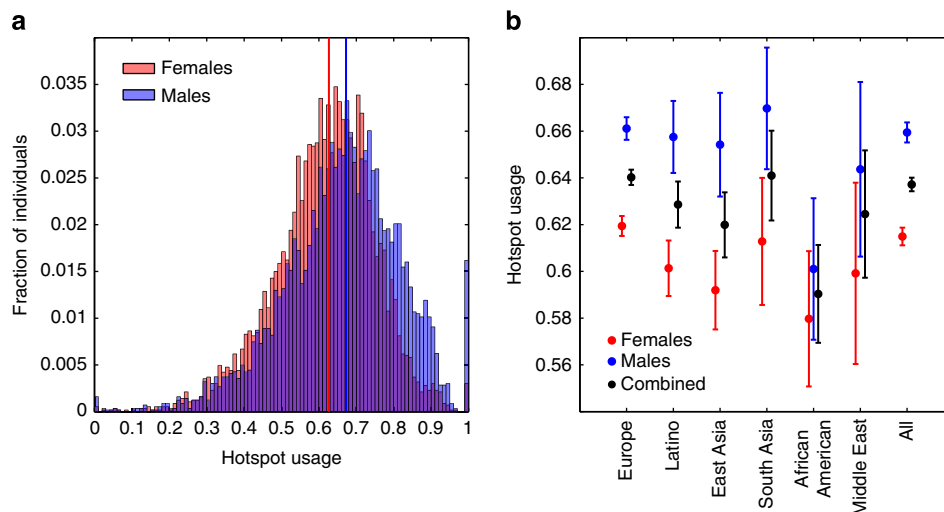 a
Fraction of individuals
0.035
0.03
0.025
0.02
0.015
0.01
0.005
0
Females
Males
0 0.1 0.2 0.3 0.4 0.5 0.6 0.7 0.8 0.9 1
Hotspot usage
b
Hotspot usage
0.68
0.66
0.64
0.62
0.6
0.58
0.56
Females
Males
Combined
Europe
Latino
East Asia
South Asia
African
American
Middle East
All